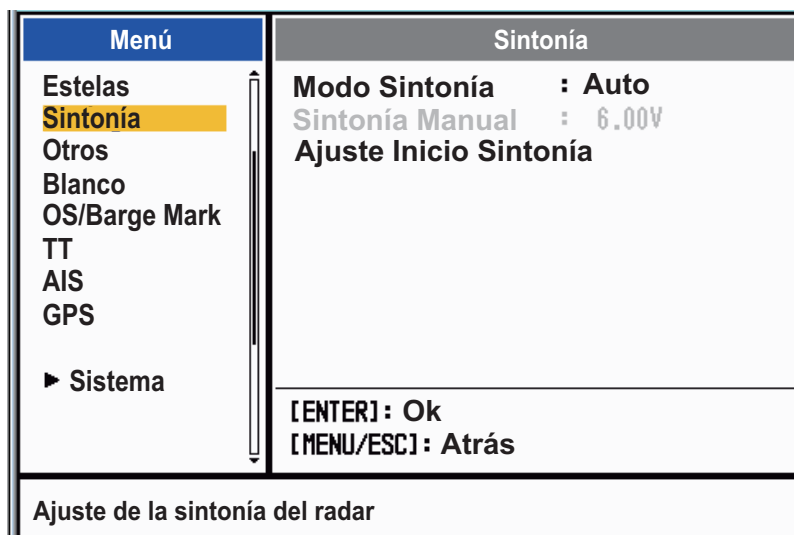 Menú
Estelas
Sintonía
Otros
Blanco
OS/Barge Mark
TT
AIS
GPS
▶ Sistema
Sintonía
Modo Sintonía : Auto
Sintonía Manual : 6.00V
Ajuste Inicio Sintonía
[ENTER]: Ok
[MENU/ESC]: Atrás
Ajuste de la sintonía del radar